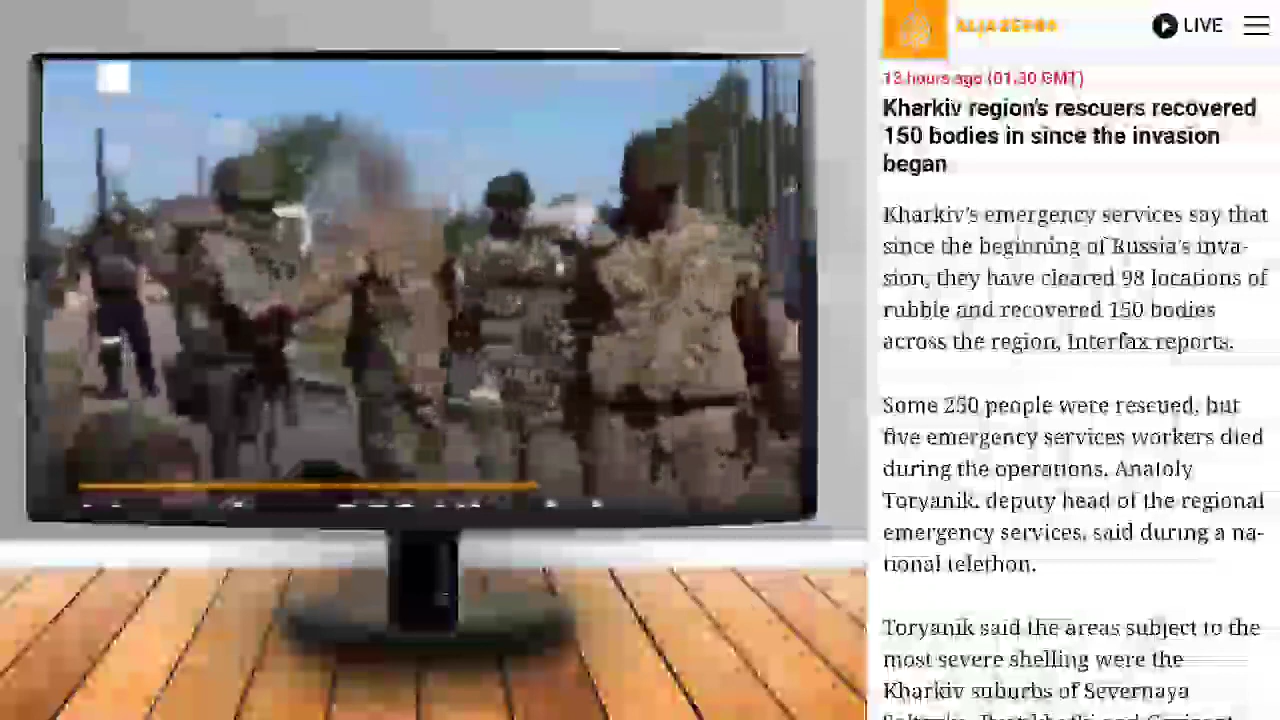 ALJAZEERA
LIVE
13 hours ago (01:30 GMT)
Kharkiv region's rescuers recovered
150 bodies in since the invasion
began
Kharkiv's emergency services say that
since the beginning of Russia's inva-
sion, they have cleared 98 locations of
rubble and recovered 150 bodies
across the region, Interfax reports.
Some 250 people were rescued, but
five emergency services workers died
during the operations, Anatoly
Toryanik, deputy head of the regional
emergency services, said during a na-
tional telethon.
Toryanik said the areas subject to the
most severe shelling were the
Kharkiv suburbs of Severnaya